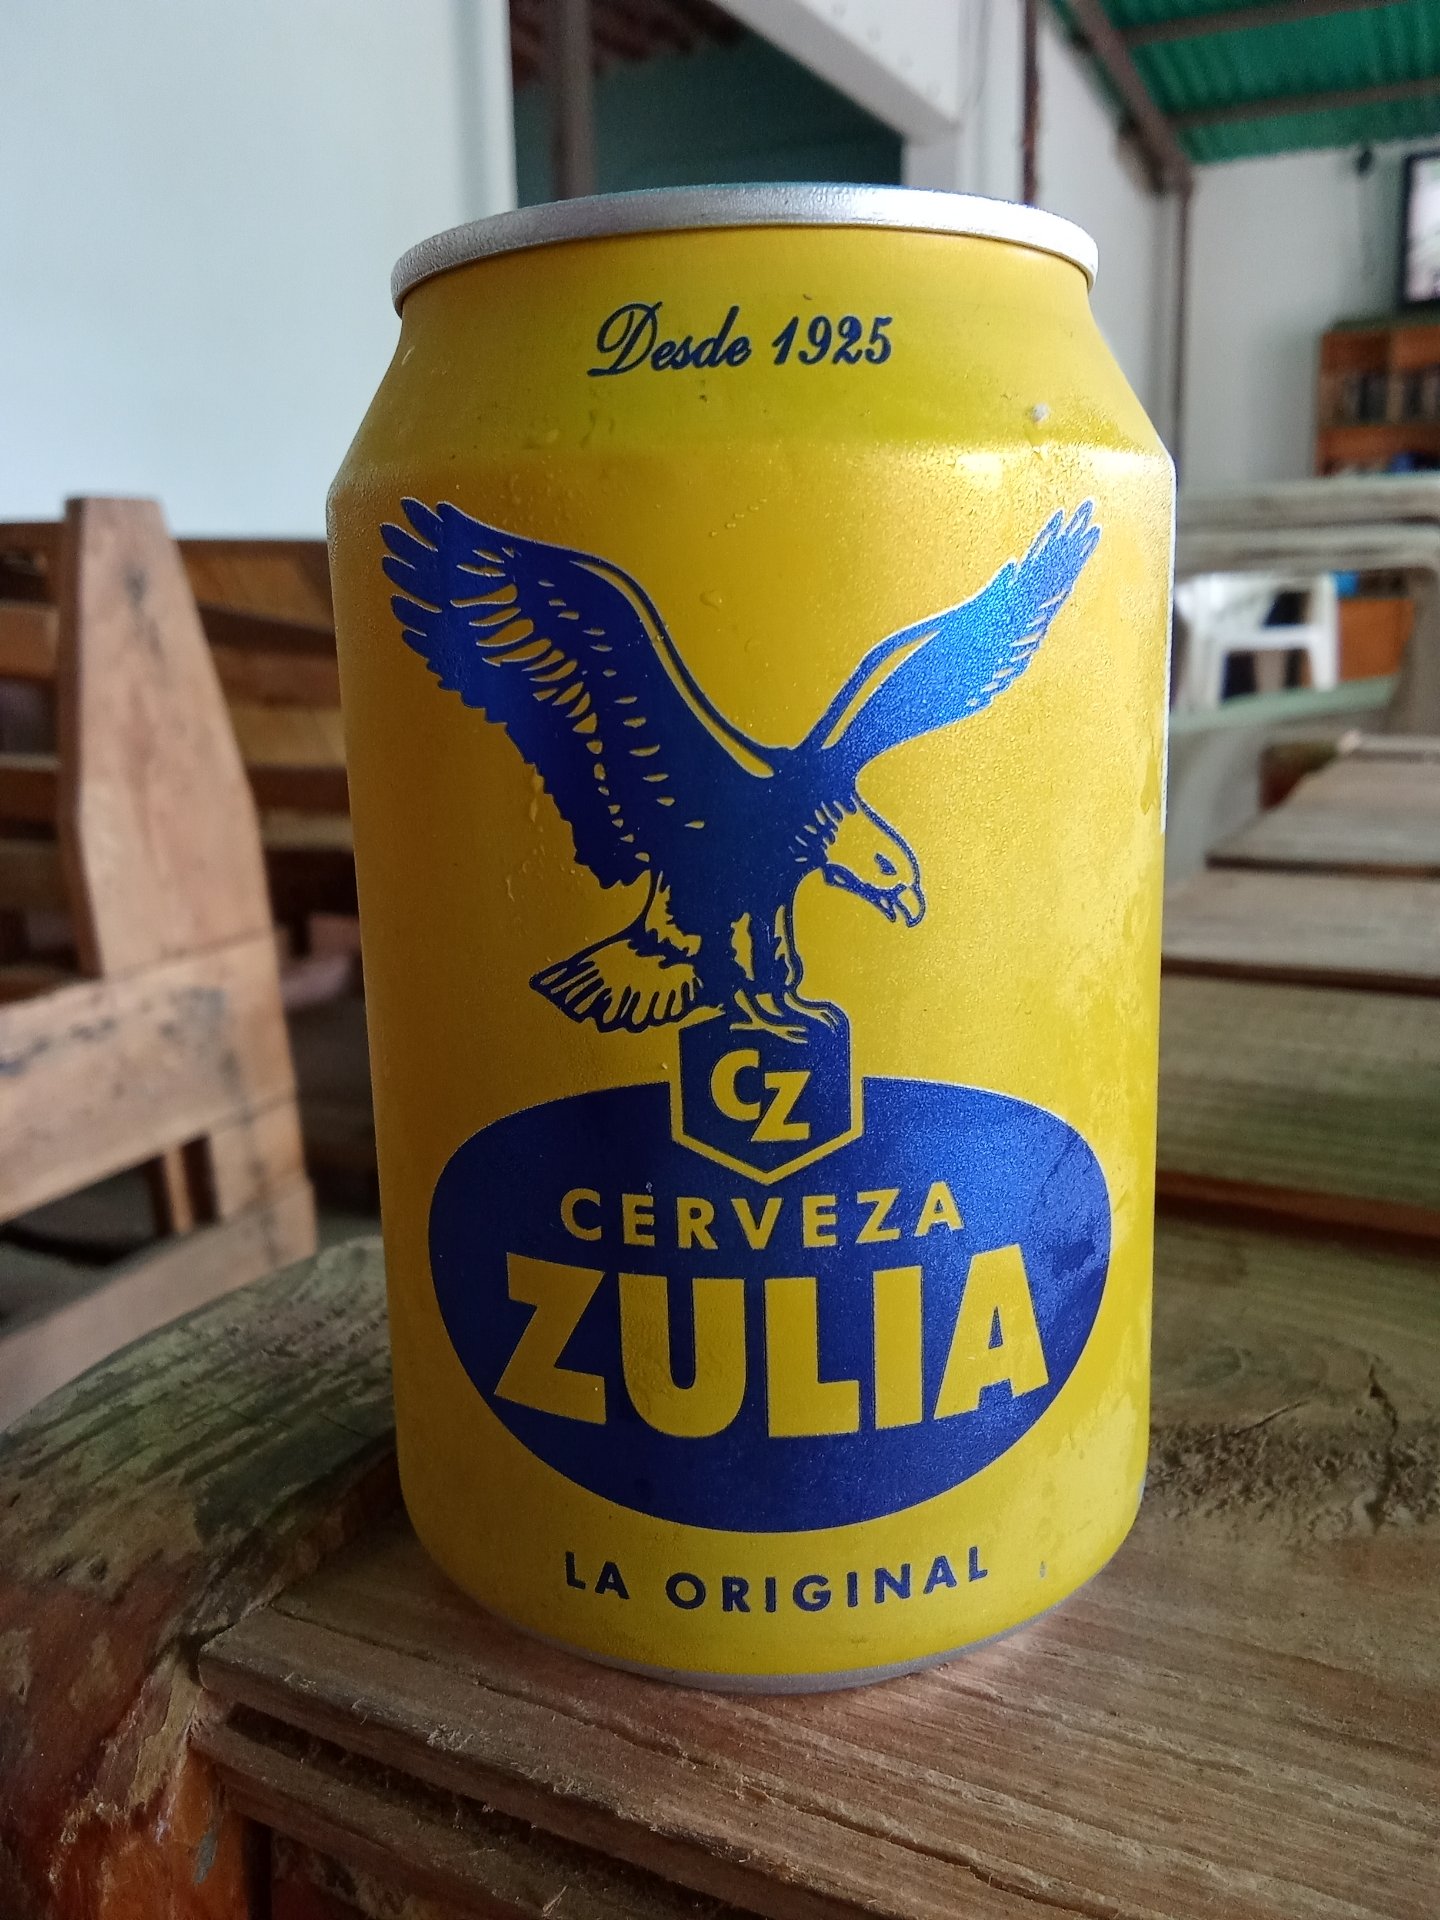 Desde 1925
CZ
CERVEZA
ZULIA
LA ORIGINAL